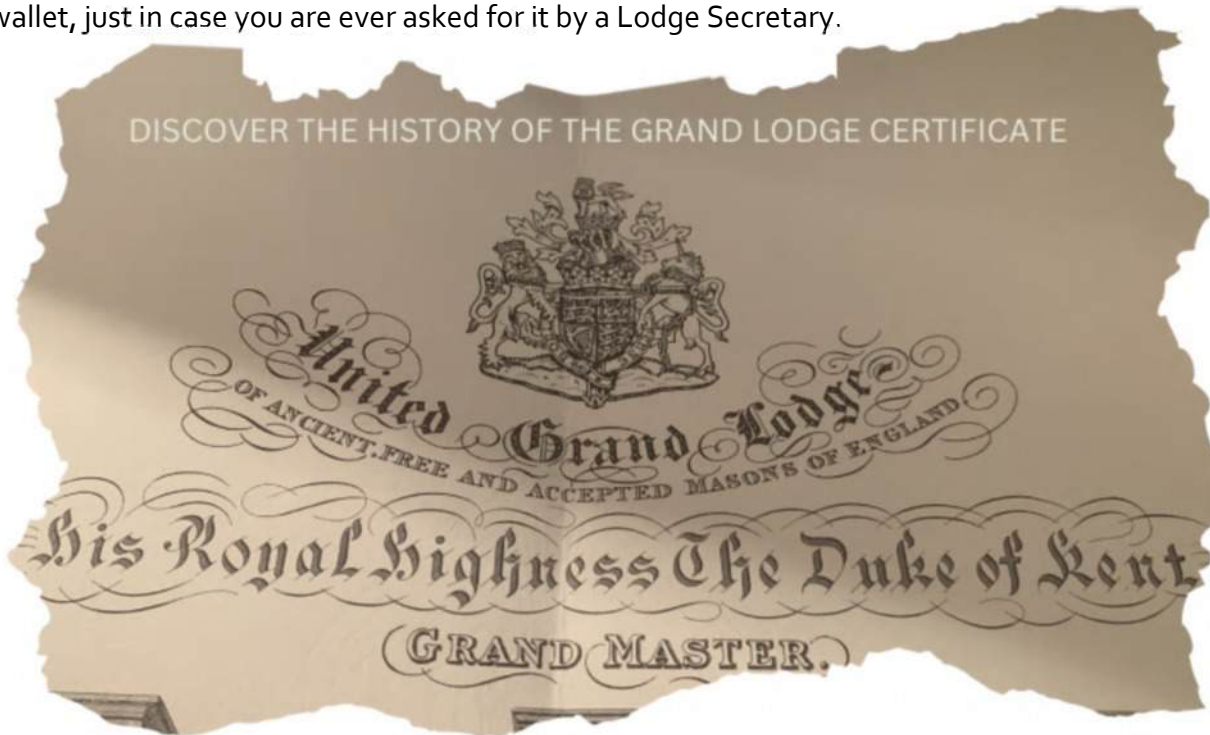 wallet, just in case you are ever asked for it by a Lodge Secretary.
DISCOVER THE HISTORY OF THE GRAND LODGE CERTIFICATE
United Grand Lodge
OF ANCIENT, FREE AND ACCEPTED MASONS OF ENGLAND
His Royal Highness The Duke of Kent
GRAND MASTER.